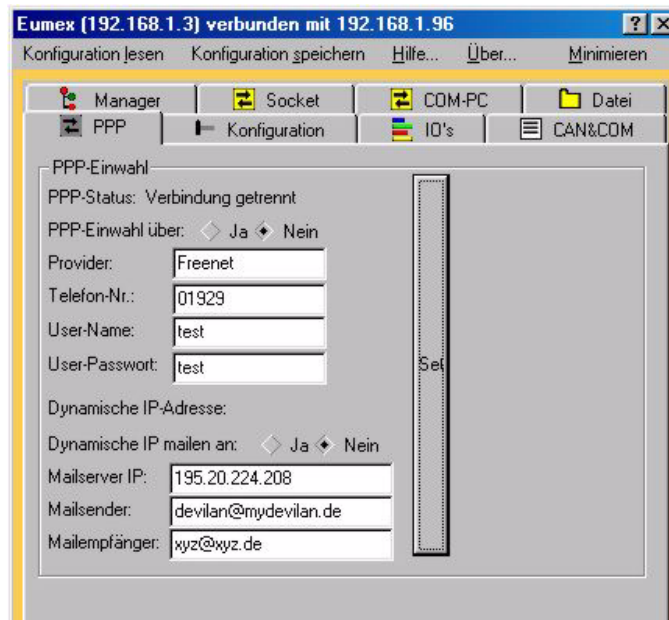 Eumex (192.168.1.3) verbunden mit 192.168.1.96
Konfiguration lesen Konfiguration speichern Hilfe... Über... Minimieren
Manager Socket COM-PC Datei
PPP Konfiguration IO's CAN&COM
PPP-Einwahl
PPP-Status: Verbindung getrennt
PPP-Einwahl über: Ja Nein
Provider: Freenet
Telefon-Nr.: 01929
User-Name: test
User-Passwort: test
Set
Dynamische IP-Adresse:
Dynamische IP mailen an: Ja Nein
Mailserver IP: 195.20.224.208
Mailsender: devilan@mydevilan.de
Mailempfänger: xyz@xyz.de